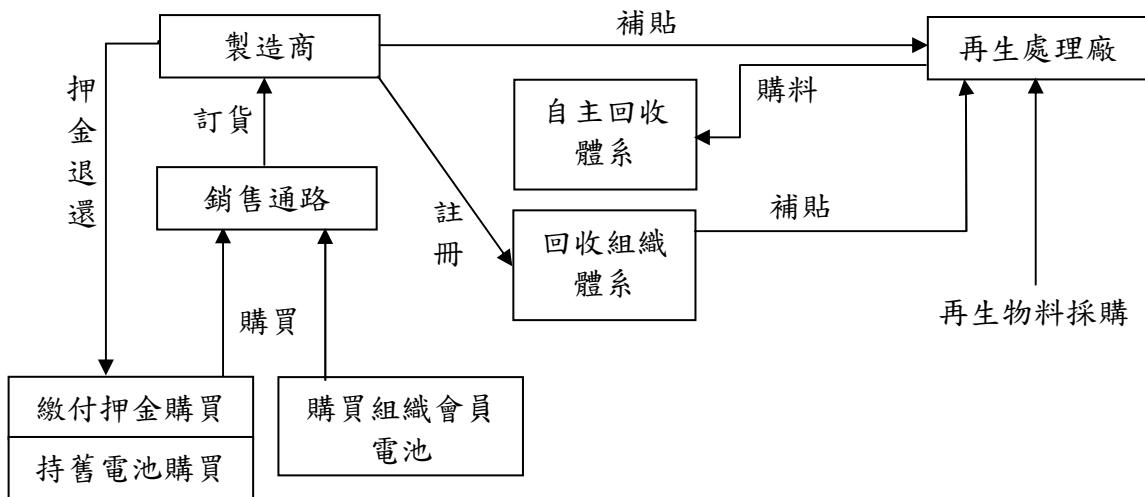 製造商
補貼
再生處理廠
押金退還
訂貨
購料
自主回收
體系
銷售通路
註冊
補貼
回收組織
體系
購買
再生物料採購
繳付押金購買
持舊電池購買
購買組織會員
電池